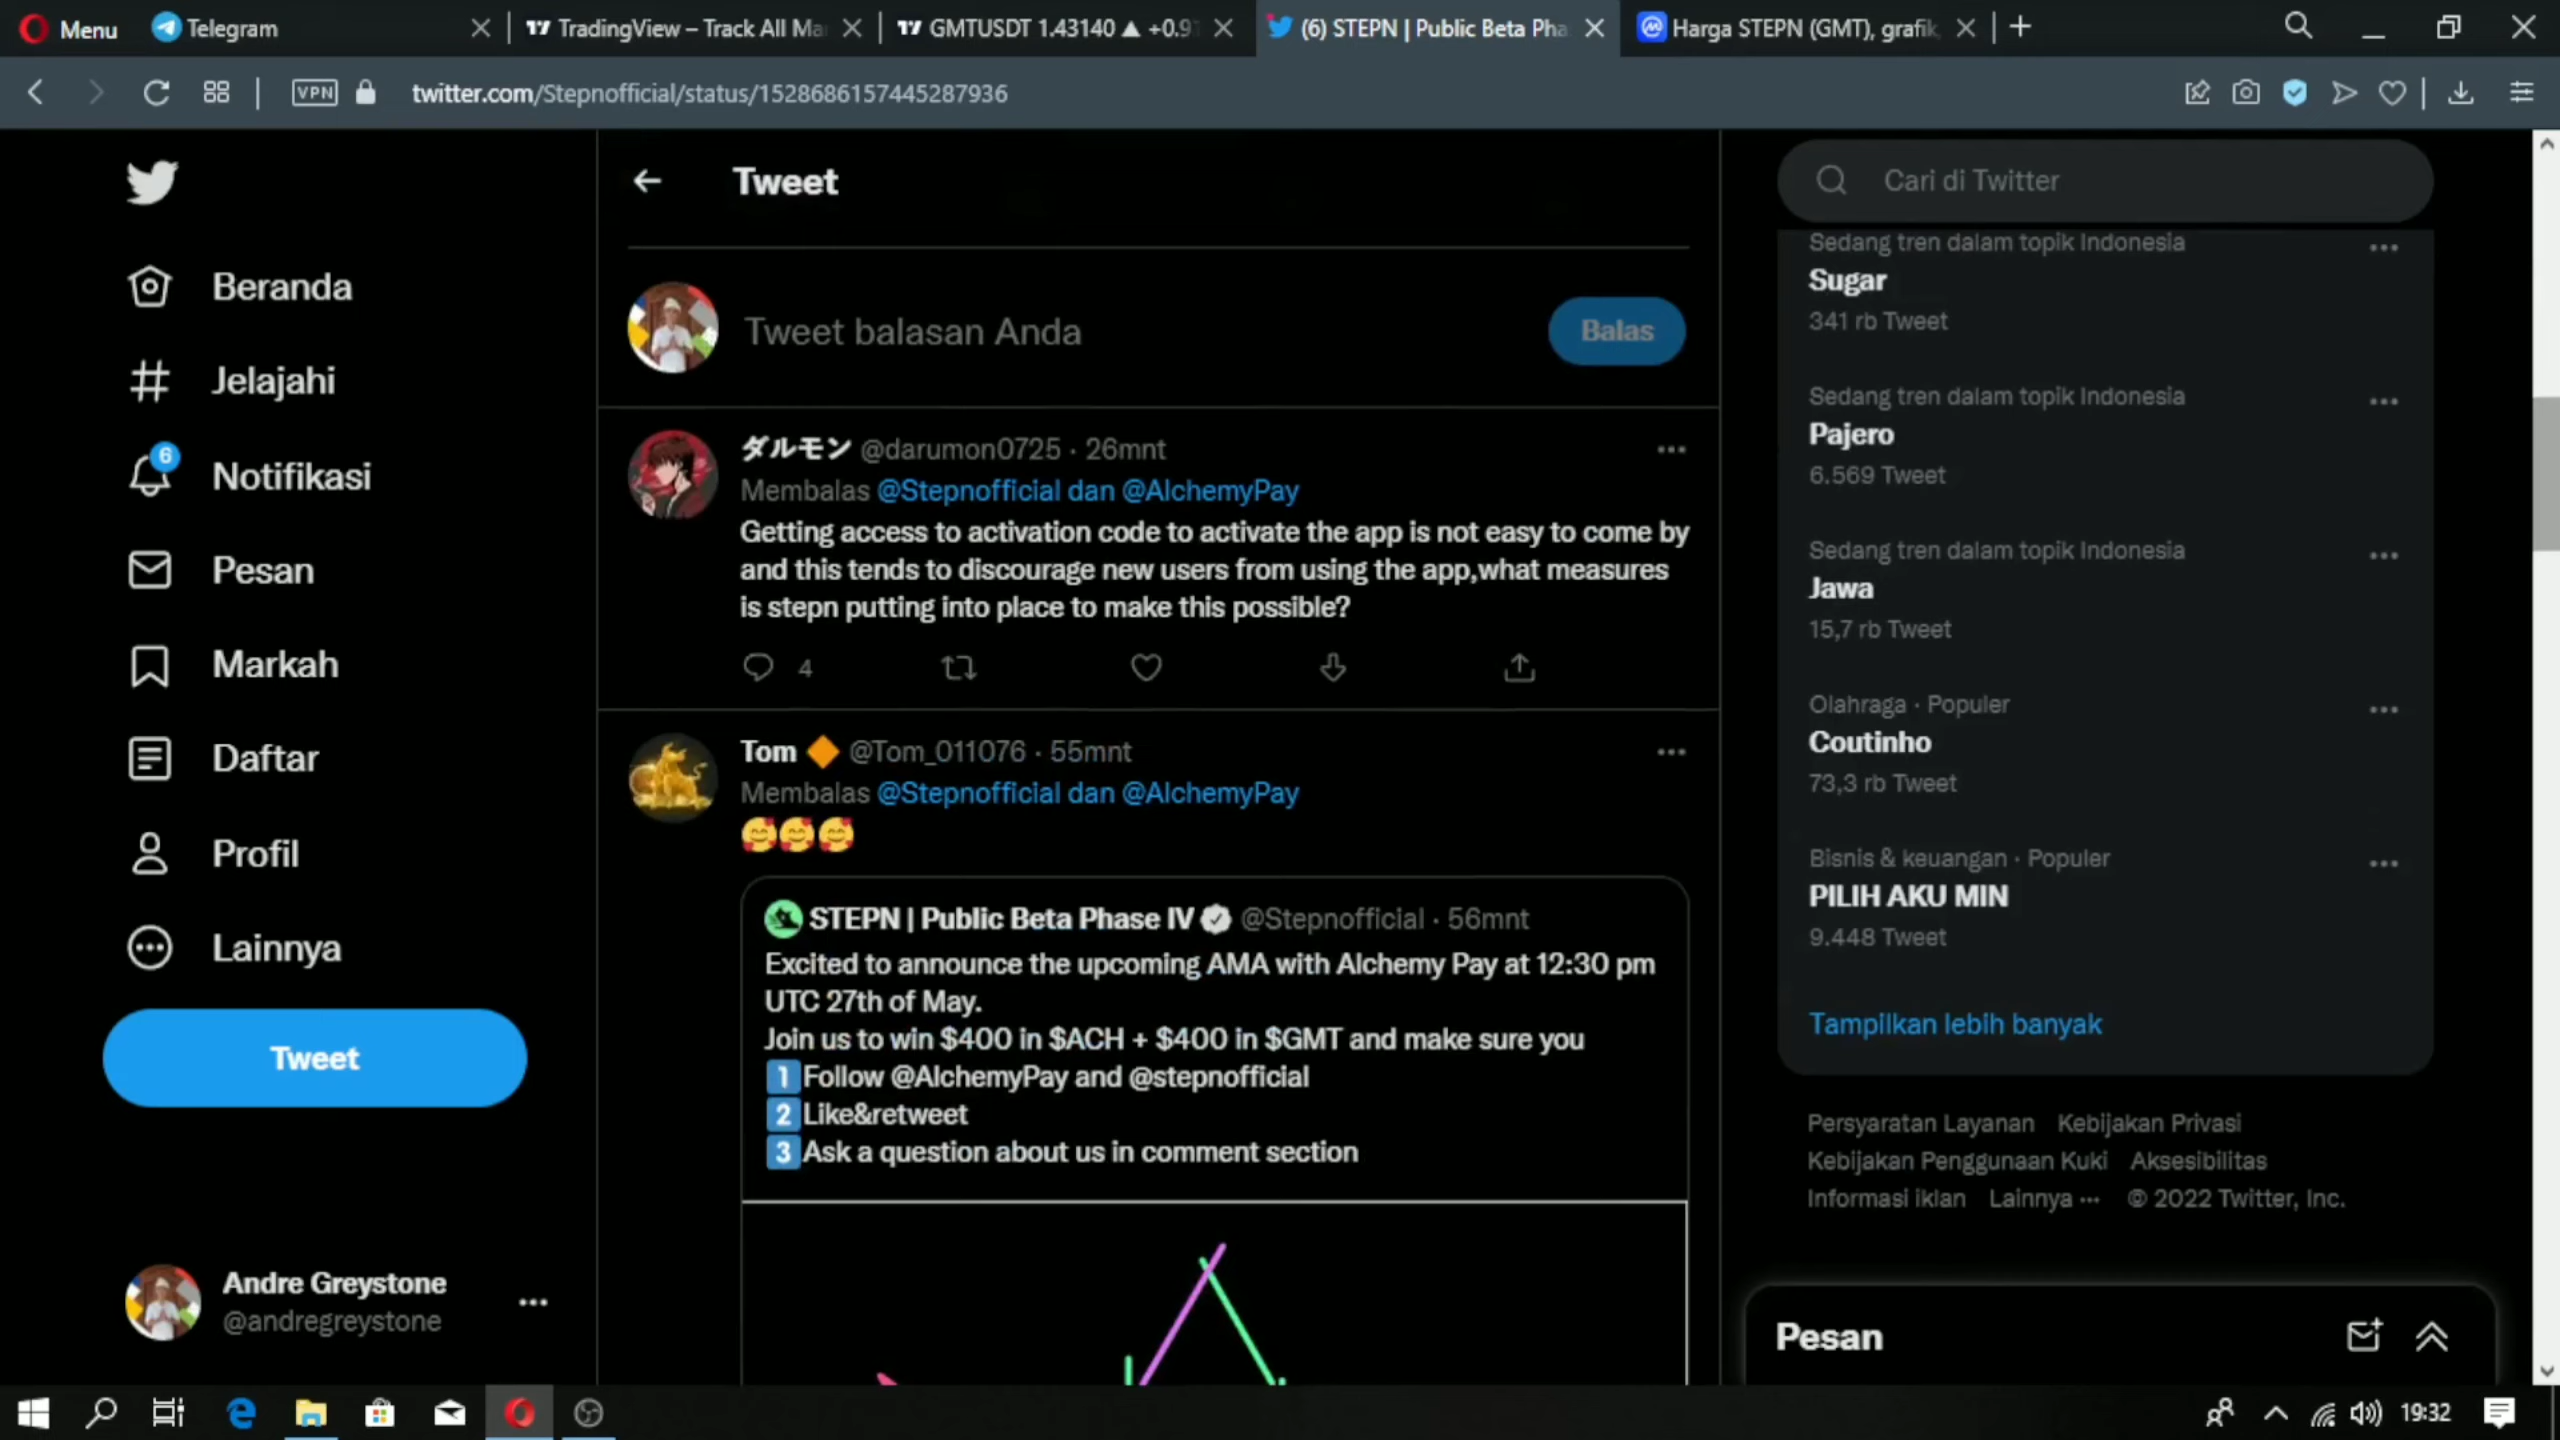 Menu
Telegram
TradingView – Track All Ma
GMTUSDT 1.43140 ▲ +0.9
(6) STEPN | Public Beta Pha
Harga STEPN (GMT), grafik,
VPN
twitter.com/Stepnofficial/status/1528686157445287936
Beranda
Jelajahi
6
Notifikasi
Pesan
Markah
Daftar
Profil
Lainnya
Tweet
Andre Greystone
@andregreystone
Tweet
Tweet balasan Anda
Balas
ダルモン @darumon0725 · 26mnt
Membalas @Stepnofficial dan @AlchemyPay
Getting access to activation code to activate the app is not easy to come by
and this tends to discourage new users from using the app,what measures
is stepn putting into place to make this possible?
4
Tom 🔶 @Tom_011076 · 55mnt
Membalas @Stepnofficial dan @AlchemyPay
🥰🥰🥰
STEPN | Public Beta Phase IV @Stepnofficial · 56mnt
Excited to announce the upcoming AMA with Alchemy Pay at 12:30 pm
UTC 27th of May.
Join us to win $400 in $ACH + $400 in $GMT and make sure you
1️⃣Follow @AlchemyPay and @stepnofficial
2️⃣Like&retweet
3️⃣Ask a question about us in comment section
Cari di Twitter
Sedang tren dalam topik Indonesia
Sugar
341 rb Tweet
Sedang tren dalam topik Indonesia
Pajero
6.569 Tweet
Sedang tren dalam topik Indonesia
Jawa
15,7 rb Tweet
Olahraga · Populer
Coutinho
73,3 rb Tweet
Bisnis & keuangan · Populer
PILIH AKU MIN
9.448 Tweet
Tampilkan lebih banyak
Persyaratan Layanan Kebijakan Privasi
Kebijakan Penggunaan Kuki Aksesibilitas
Informasi iklan Lainnya ··· © 2022 Twitter, Inc.
Pesan
19:32